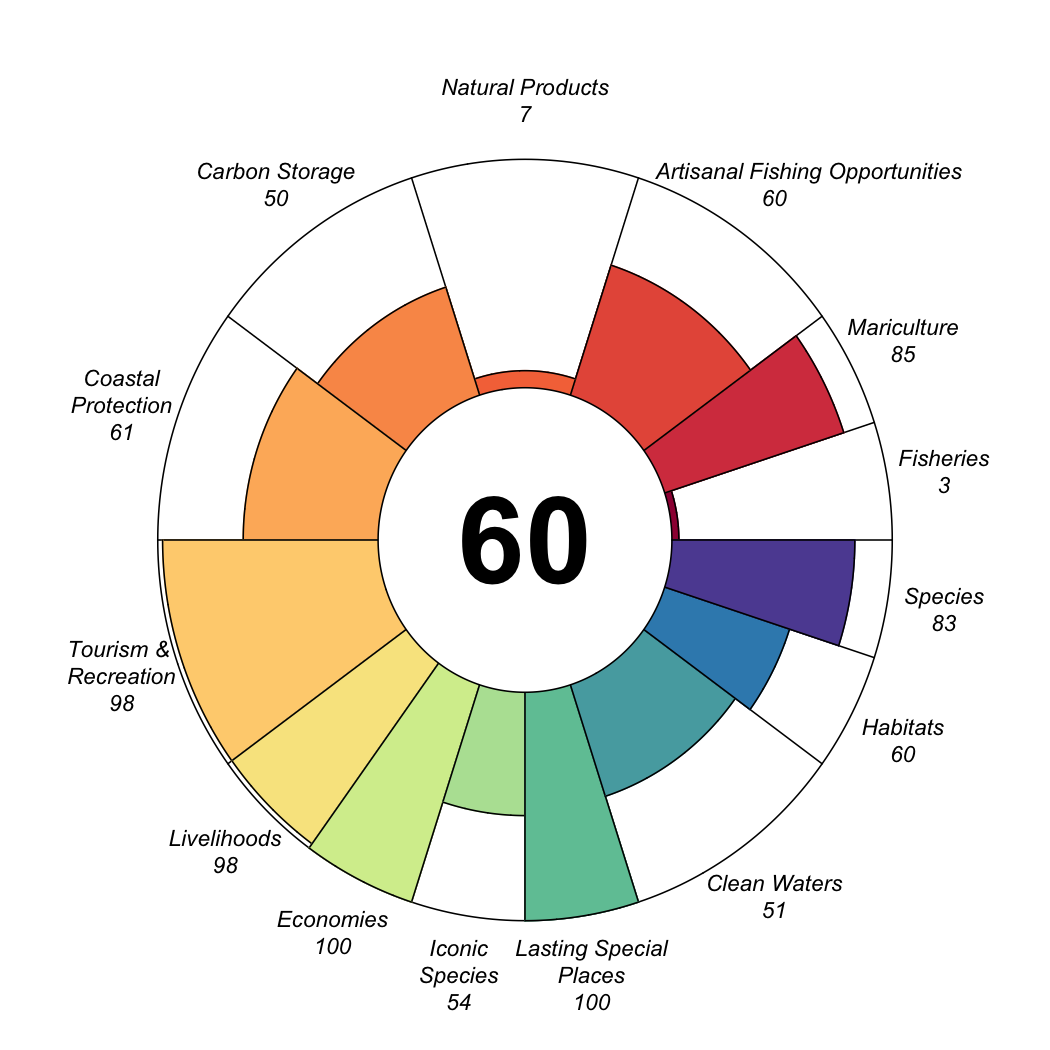 Natural Products
7
Carbon Storage
50
Artisanal Fishing Opportunities
60
Mariculture
85
Coastal
Protection
61
Fisheries
3
60
Species
83
Tourism &
Recreation
98
Habitats
60
Livelihoods
98
Clean Waters
51
Economies
100
Iconic
Species
54
Lasting Special
Places
100